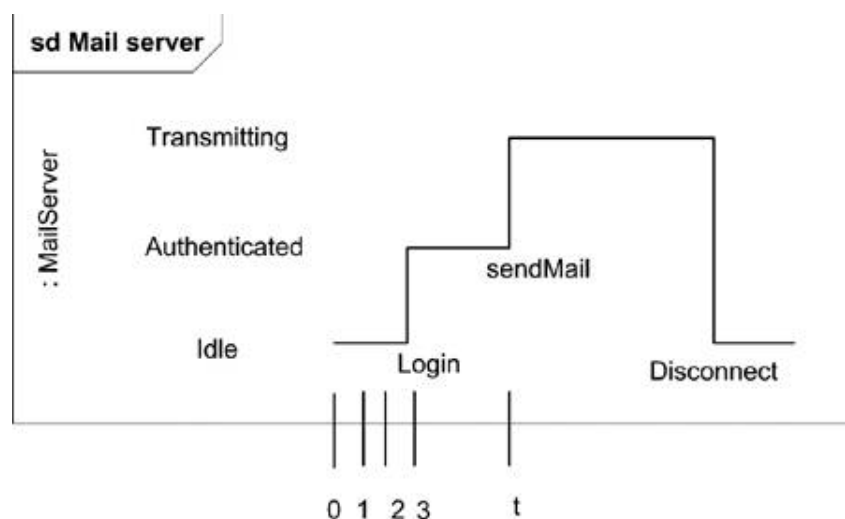 sd Mail server
: MailServer
Transmitting
Authenticated
sendMail
Idle
Login
Disconnect
0 1 2 3 t